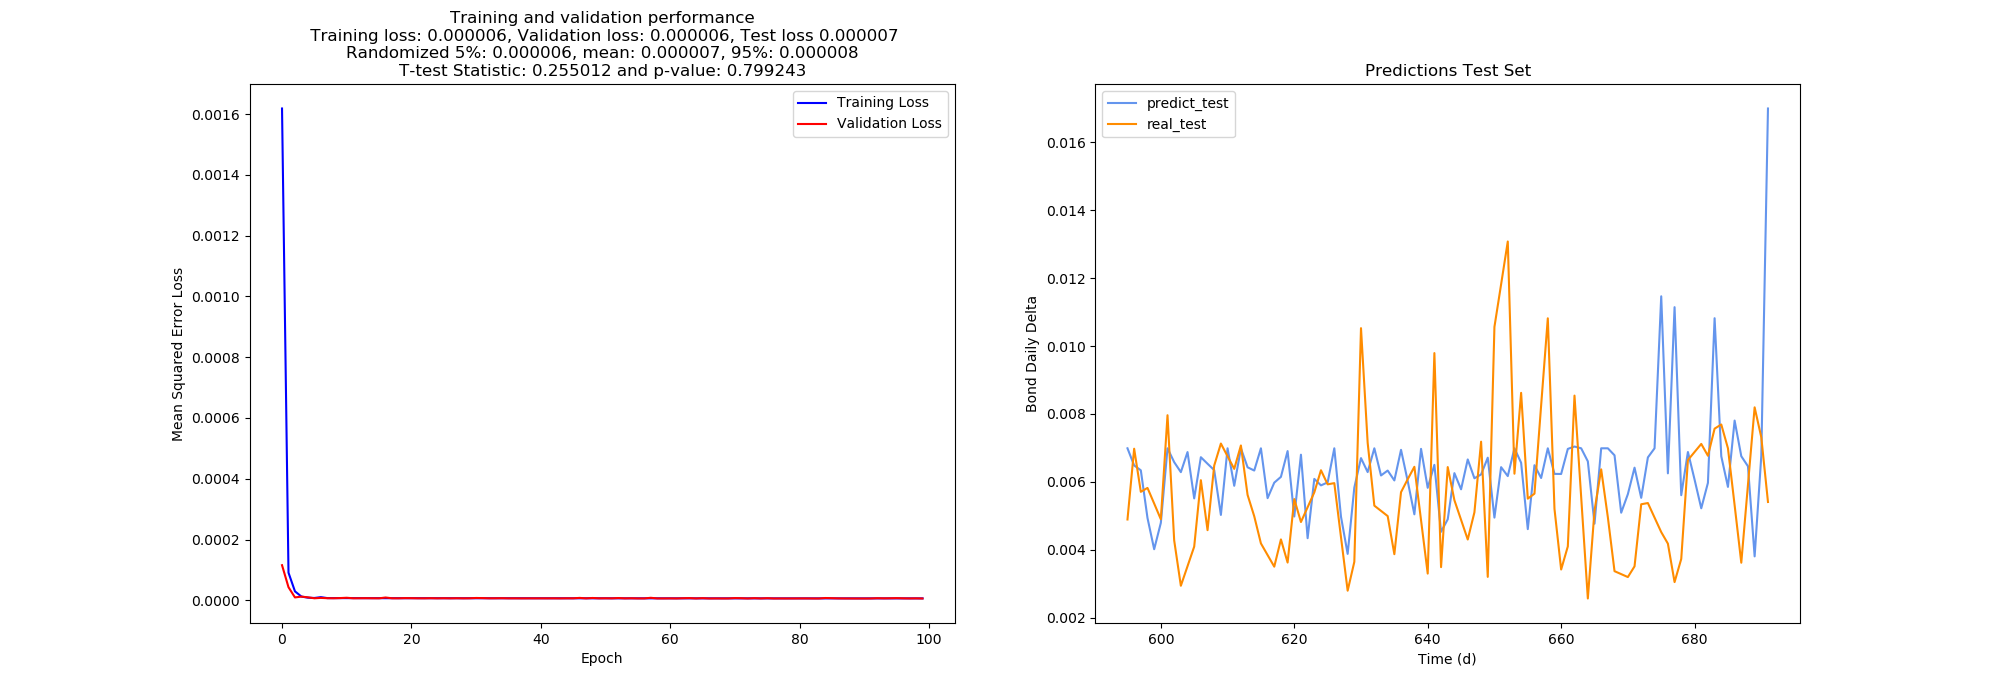 Training and validation performance
Training loss: 0.000006, Validation loss: 0.000006, Test loss 0.000007
Randomized 5%: 0.000006, mean: 0.000007, 95%: 0.000008
T-test Statistic: 0.255012 and p-value: 0.799243
Training Loss
Validation Loss
0.0016
0.0014
0.0012
0.0010
0.0008
0.0006
0.0004
0.0002
0.0000
Mean Squared Error Loss
0 20 40 60 80 100
Epoch
Predictions Test Set
predict_test
real_test
0.016
0.014
0.012
0.010
0.008
0.006
0.004
0.002
Bond Daily Delta
600 620 640 660 680
Time (d)